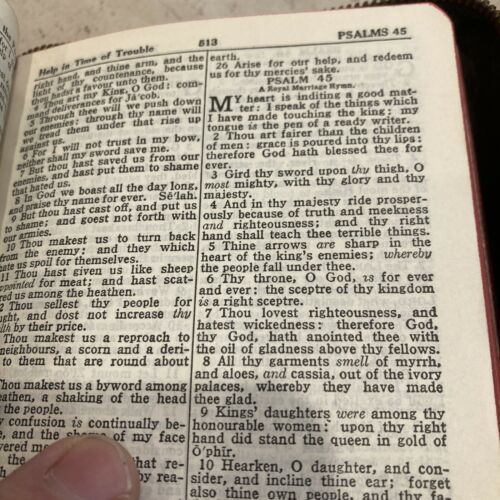 Help in Time of Trouble
513
PSALMS 45
right hand, and thine arm, and the
light of thy countenance, because
thou hadst a favour unto them.
4 Thou art my King, O God: com-
mand deliverances for Jā'cob.
5 Through thee will we push down
our enemies: through thy name will
we tread them under that rise up
against us.
6 For I will not trust in my bow,
neither shall my sword save me.
7 But thou hast saved us from our
enemies, and hast put them to shame
that hated us.
8 In God we boast all the day long,
and praise thy name for ever. Sē'lah.
9 But thou hast cast off, and put us
to shame; and goest not forth with
our armies.
10 Thou makest us to turn back
from the enemy: and they which
hate us spoil for themselves.
11 Thou hast given us like sheep
appointed for meat; and hast scat-
red us among the heathen.
2 Thou sellest thy people for
ught, and dost not increase thy
lth by their price.
Thou makest us a reproach to
neighbours, a scorn and a deri-
to them that are round about
Thou makest us a byword among
eathen, a shaking of the head
the people.
y confusion is continually be-
e, and the shame of my face
vered me
that re-
by rea-
earth.
26 Arise for our help, and redeem
us for thy mercies' sake.
PSALM 45
A Royal Marriage Hymn.
MY heart is inditing a good mat-
ter: I speak of the things which
I have made touching the king: my
tongue is the pen of a ready writer.
2 Thou art fairer than the children
of men: grace is poured into thy lips:
therefore God hath blessed thee for
ever.
3 Gird thy sword upon thy thigh, O
most mighty, with thy glory and thy
majesty.
4 And in thy majesty ride prosper-
ously because of truth and meekness
and righteousness; and thy right
hand shall teach thee terrible things.
5 Thine arrows are sharp in the
heart of the king's enemies; whereby
the people fall under thee.
6 Thy throne, O God, is for ever
and ever: the sceptre of thy kingdom
is a right sceptre.
7 Thou lovest righteousness, and
hatest wickedness: therefore God,
thy God, hath anointed thee with
the oil of gladness above thy fellows.
8 All thy garments smell of myrrh,
and aloes, and cassia, out of the ivory
palaces, whereby they have made
thee glad.
9 Kings' daughters were among thy
honourable women: upon thy right
hand did stand the queen in gold of
Ō'phĭr.
10 Hearken, O daughter, and con-
sider, and incline thine ear; forget
also thine own people, and thy fa-